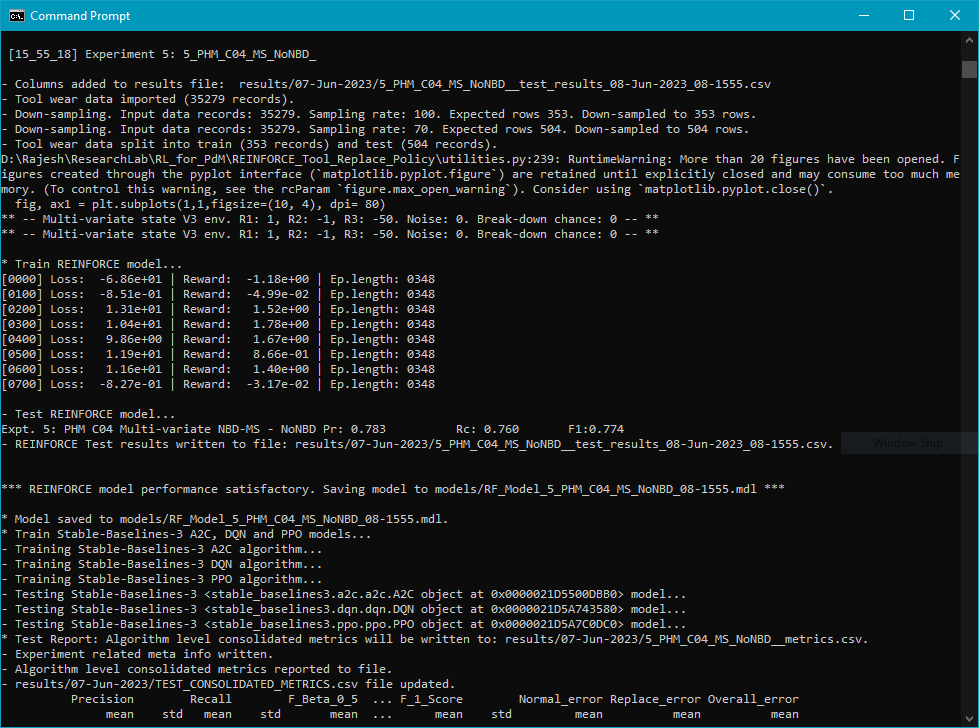 Command Prompt
[15_55_18] Experiment 5: 5_PHM_C04_MS_NoNBD_
- Columns added to results file:  results/07-Jun-2023/5_PHM_C04_MS_NoNBD__test_results_08-Jun-2023_08-1555.csv
- Tool wear data imported (35279 records).
- Down-sampling. Input data records: 35279. Sampling rate: 100. Expected rows 353. Down-sampled to 353 rows.
- Down-sampling. Input data records: 35279. Sampling rate: 70. Expected rows 504. Down-sampled to 504 rows.
- Tool wear data split into train (353 records) and test (504 records).
D:\Rajesh\ResearchLab\RL_for_PdM\REINFORCE_Tool_Replace_Policy\utilities.py:239: RuntimeWarning: More than 20 figures have been opened. F
igures created through the pyplot interface (`matplotlib.pyplot.figure`) are retained until explicitly closed and may consume too much me
mory. (To control this warning, see the rcParam `figure.max_open_warning`). Consider using `matplotlib.pyplot.close()`.
  fig, ax1 = plt.subplots(1,1,figsize=(10, 4), dpi= 80)
** -- Multi-variate state V3 env. R1: 1, R2: -1, R3: -50. Noise: 0. Break-down chance: 0 -- **
** -- Multi-variate state V3 env. R1: 1, R2: -1, R3: -50. Noise: 0. Break-down chance: 0 -- **
* Train REINFORCE model...
[0000] Loss:  -6.86e+01 | Reward:  -1.18e+00 | Ep.length: 0348
[0100] Loss:  -8.51e-01 | Reward:  -4.99e-02 | Ep.length: 0348
[0200] Loss:   1.31e+01 | Reward:   1.52e+00 | Ep.length: 0348
[0300] Loss:   1.04e+01 | Reward:   1.78e+00 | Ep.length: 0348
[0400] Loss:   9.86e+00 | Reward:   1.67e+00 | Ep.length: 0348
[0500] Loss:   1.19e+01 | Reward:   8.66e-01 | Ep.length: 0348
[0600] Loss:   1.16e+01 | Reward:   1.40e+00 | Ep.length: 0348
[0700] Loss:  -8.27e-01 | Reward:  -3.17e-02 | Ep.length: 0348
- Test REINFORCE model...
Expt. 5: PHM C04 Multi-variate NBD-MS - NoNBD Pr: 0.783          Rc: 0.760       F1:0.774
- REINFORCE Test results written to file: results/07-Jun-2023/5_PHM_C04_MS_NoNBD__test_results_08-Jun-2023_08-1555.csv.
Window Snip
*** REINFORCE model performance satisfactory. Saving model to models/RF_Model_5_PHM_C04_MS_NoNBD_08-1555.mdl ***
* Model saved to models/RF_Model_5_PHM_C04_MS_NoNBD_08-1555.mdl.
* Train Stable-Baselines-3 A2C, DQN and PPO models...
- Training Stable-Baselines-3 A2C algorithm...
- Training Stable-Baselines-3 DQN algorithm...
- Training Stable-Baselines-3 PPO algorithm...
- Testing Stable-Baselines-3 <stable_baselines3.a2c.a2c.A2C object at 0x0000021D5500DBB0> model...
- Testing Stable-Baselines-3 <stable_baselines3.dqn.dqn.DQN object at 0x0000021D5A743580> model...
- Testing Stable-Baselines-3 <stable_baselines3.ppo.ppo.PPO object at 0x0000021D5A7C0DC0> model...
* Test Report: Algorithm level consolidated metrics will be written to: results/07-Jun-2023/5_PHM_C04_MS_NoNBD__metrics.csv.
- Experiment related meta info written.
- Algorithm level consolidated metrics reported to file.
- results/07-Jun-2023/TEST_CONSOLIDATED_METRICS.csv file updated.
Precision        Recall        F_Beta_0_5  ... F_1_Score        Normal_error Replace_error Overall_error
mean    std   mean    std       mean  ...      mean    std         mean          mean          mean